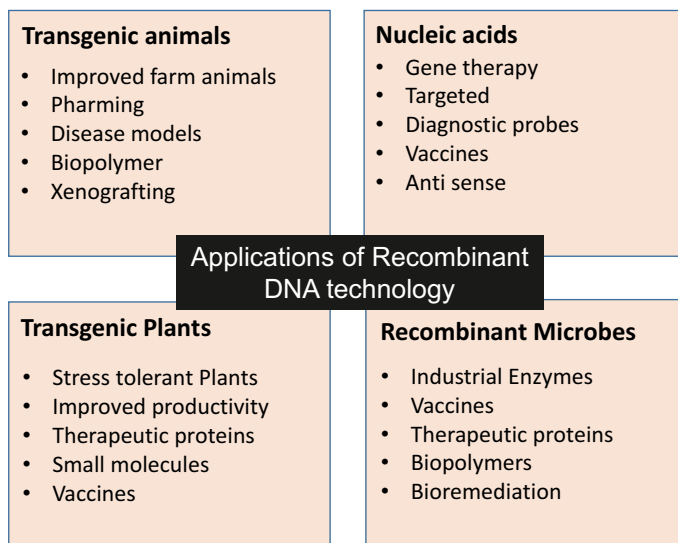 Transgenic animals
• Improved farm animals
• Pharming
• Disease models
• Biopolymer
• Xenografting
Nucleic acids
• Gene therapy
• Targeted
• Diagnostic probes
• Vaccines
• Anti sense
Applications of Recombinant
DNA technology
Transgenic Plants
• Stress tolerant Plants
• Improved productivity
• Therapeutic proteins
• Small molecules
• Vaccines
Recombinant Microbes
• Industrial Enzymes
• Vaccines
• Therapeutic proteins
• Biopolymers
• Bioremediation